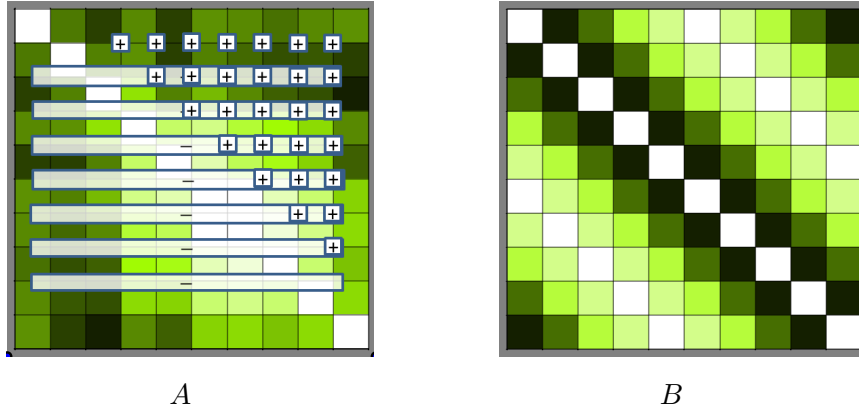 + + + + + + +
+ + + + + +
+ + + + +
− + + + +
− + + +
− + +
− +
−
A B